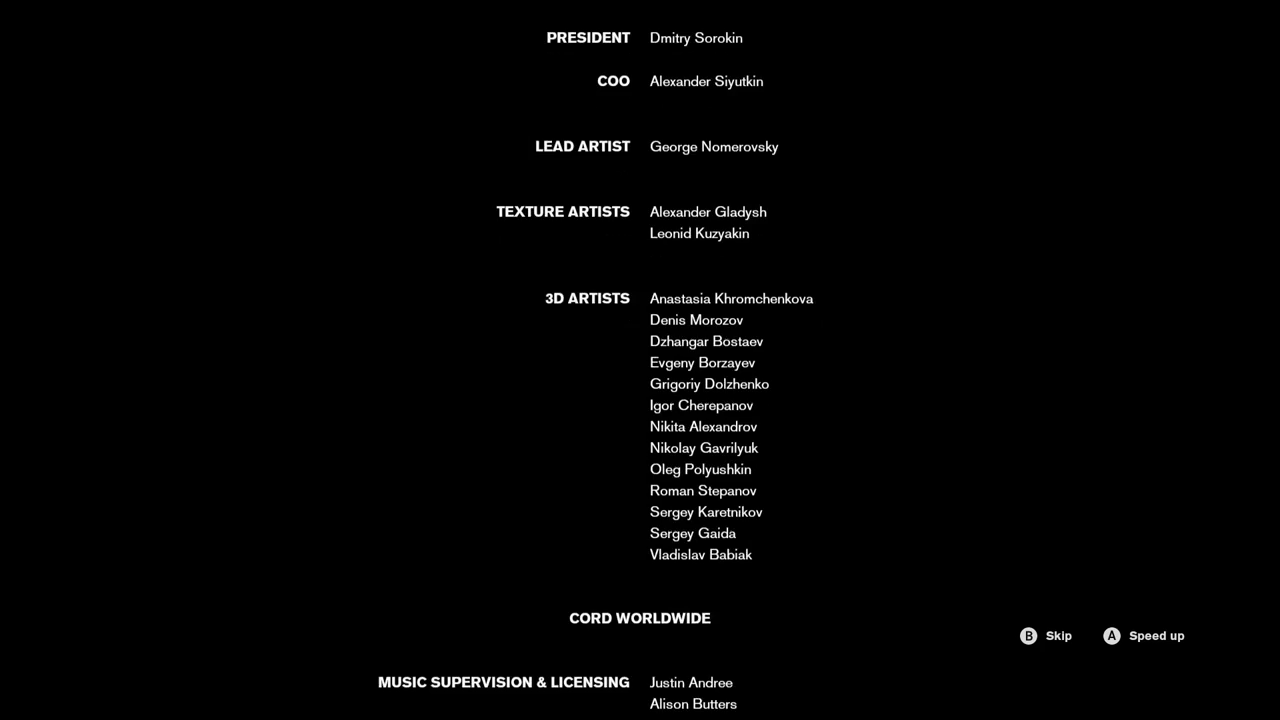 PRESIDENT Dmitry Sorokin
COO Alexander Siyutkin
LEAD ARTIST George Nomerovsky
TEXTURE ARTISTS Alexander Gladysh
Leonid Kuzyakin
3D ARTISTS Anastasia Khromchenkova
Denis Morozov
Dzhangar Bostaev
Evgeny Borzayev
Grigoriy Dolzhenko
Igor Cherepanov
Nikita Alexandrov
Nikolay Gavrilyuk
Oleg Polyushkin
Roman Stepanov
Sergey Karetnikov
Sergey Gaida
Vladislav Babiak
CORD WORLDWIDE
B Skip A Speed up
MUSIC SUPERVISION & LICENSING Justin Andree
Alison Butters